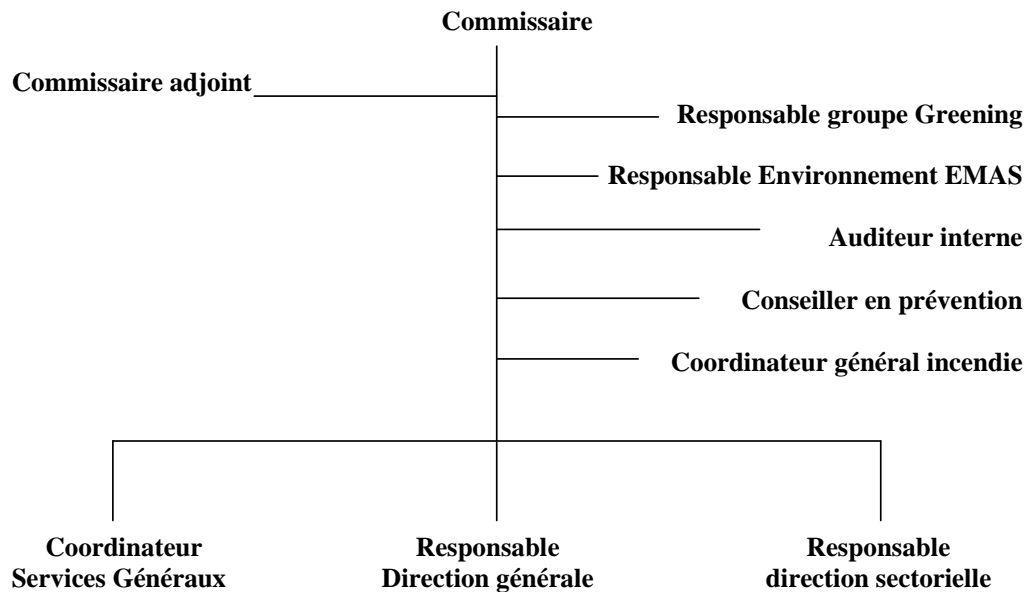 Commissaire
Commissaire adjoint
Responsable groupe Greening
Responsable Environnement EMAS
Auditeur interne
Conseiller en prévention
Coordinateur général incendie
Coordinateur
Services Généraux
Responsable
Direction générale
Responsable
direction sectorielle